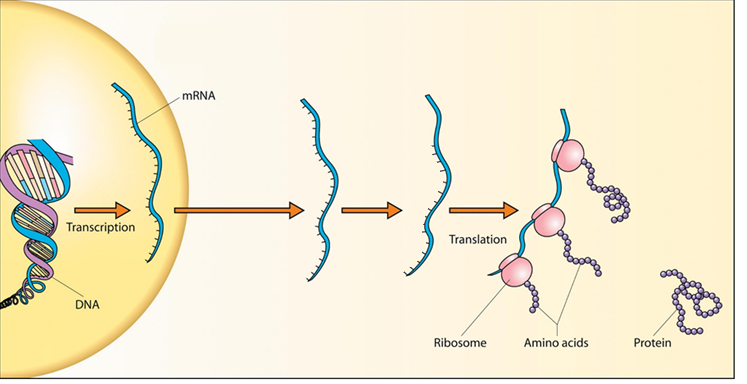 mRNA
Transcription
Translation
DNA
Ribosome
Amino acids
Protein